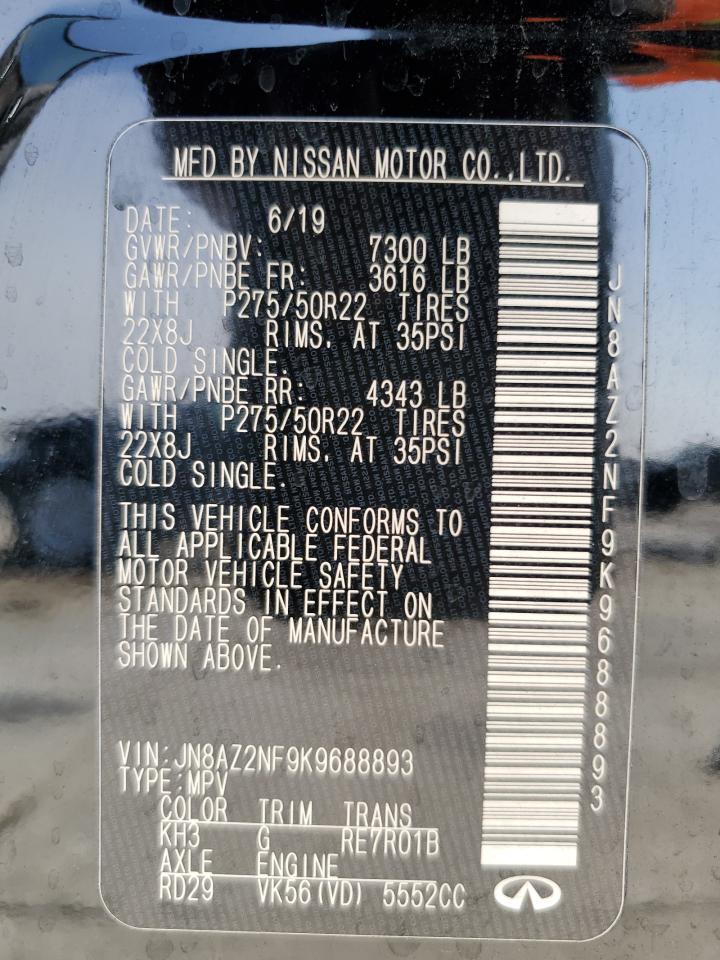 MFD BY NISSAN MOTOR CO.,LTD.
DATE: 6/19
GVWR/PNBV: 7300 LB
GAWR/PNBE FR: 3616 LB
WITH P275/50R22 TIRES
22X8J RIMS. AT 35PSI
COLD SINGLE.
GAWR/PNBE RR: 4343 LB
WITH P275/50R22 TIRES
22X8J RIMS. AT 35PSI
COLD SINGLE.
THIS VEHICLE CONFORMS TO
ALL APPLICABLE FEDERAL
MOTOR VEHICLE SAFETY
STANDARDS IN EFFECT ON
THE DATE OF MANUFACTURE
SHOWN ABOVE.
VIN:JN8AZ2NF9K9688893
TYPE:MPV
COLOR TRIM TRANS
KH3 G RE7R01B
AXLE ENGINE
RD29 VK56(VD) 5552CC
JN8AZ2NF9K9688893